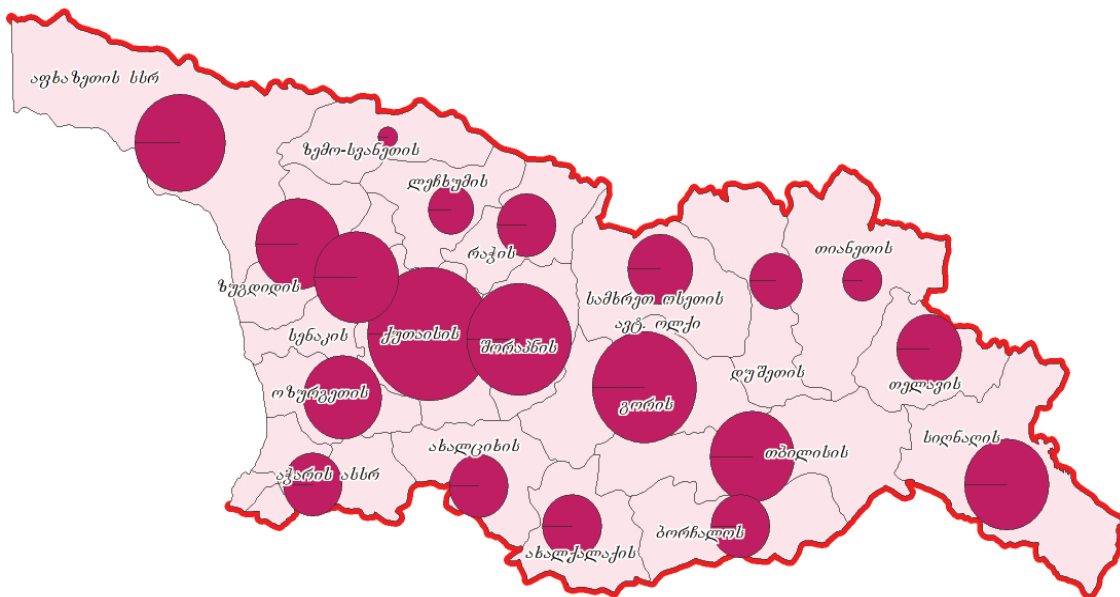 აფხაზეთის სსრ
ზემო-სვანეთის
ლეჩხუმის
რაჭის
თიანეთის
ზუგდიდის
სამხრეთ ოსეთის
ავტ. ოლქი
სენაკის
ქუთაისის
შორაპნის
დუშეთის
თელავის
ოზურგეთის
გორის
სიღნაღის
ახალციხის
თბილისის
აჭარის ასსრ
ბორჩალოს
ახალქალაქის